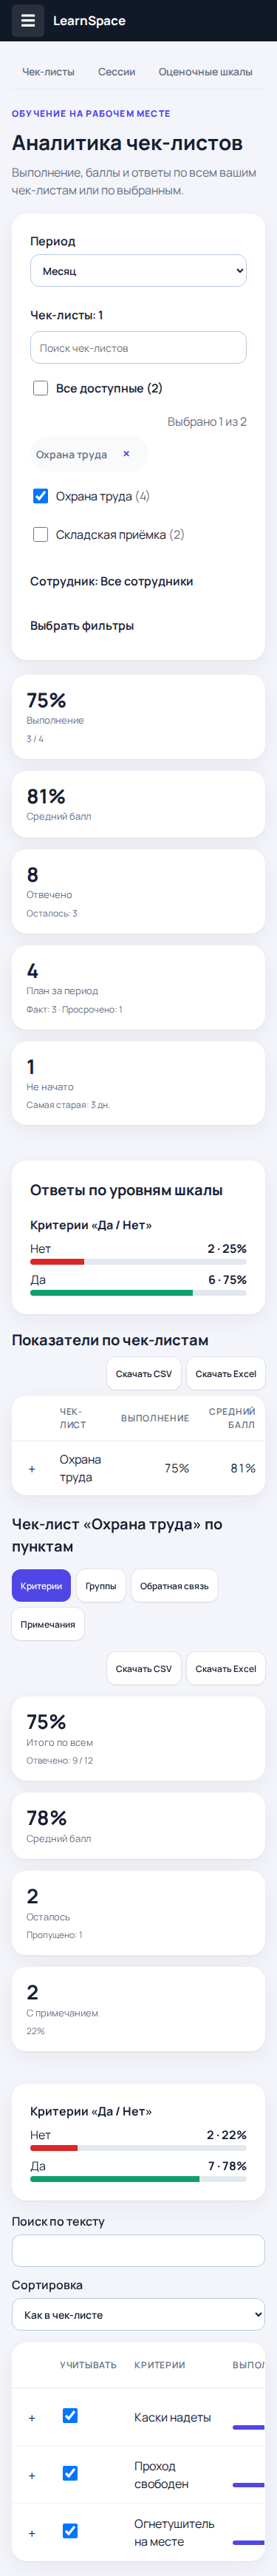 LearnSpace
Чек-листы Сессии Оценочные шкалы
ОБУЧЕНИЕ НА РАБОЧЕМ МЕСТЕ
Аналитика чек-листов
Выполнение, баллы и ответы по всем вашим
чек-листам или по выбранным.
Период
Месяц
Чек-листы: 1
Поиск чек-листов
Все доступные (2)
Выбрано 1 из 2
Охрана труда ×
Охрана труда (4)
Складская приёмка (2)
Сотрудник: Все сотрудники
Выбрать фильтры
75%
Выполнение
3 / 4
81%
Средний балл
8
Отвечено
Осталось: 3
4
План за период
Факт: 3 · Просрочено: 1
1
Не начато
Самая старая: 3 дн.
Ответы по уровням шкалы
Критерии «Да / Нет»
Нет 2 · 25%
Да 6 · 75%
Показатели по чек-листам
Скачать CSV Скачать Excel
ЧЕК-
ЛИСТ ВЫПОЛНЕНИЕ СРЕДНИЙ
БАЛЛ
+ Охрана
труда 75% 81%
Чек-лист «Охрана труда» по
пунктам
Критерии Группы Обратная связь
Примечания
Скачать CSV Скачать Excel
75%
Итого по всем
Отвечено: 9 / 12
78%
Средний балл
2
Осталось
Пропущено: 1
2
С примечанием
22%
Критерии «Да / Нет»
Нет 2 · 22%
Да 7 · 78%
Поиск по тексту
Сортировка
Как в чек-листе
УЧИТЫВАТЬ КРИТЕРИИ
+ Каски надеты
+ Проход
свободен
+ Огнетушитель
на месте